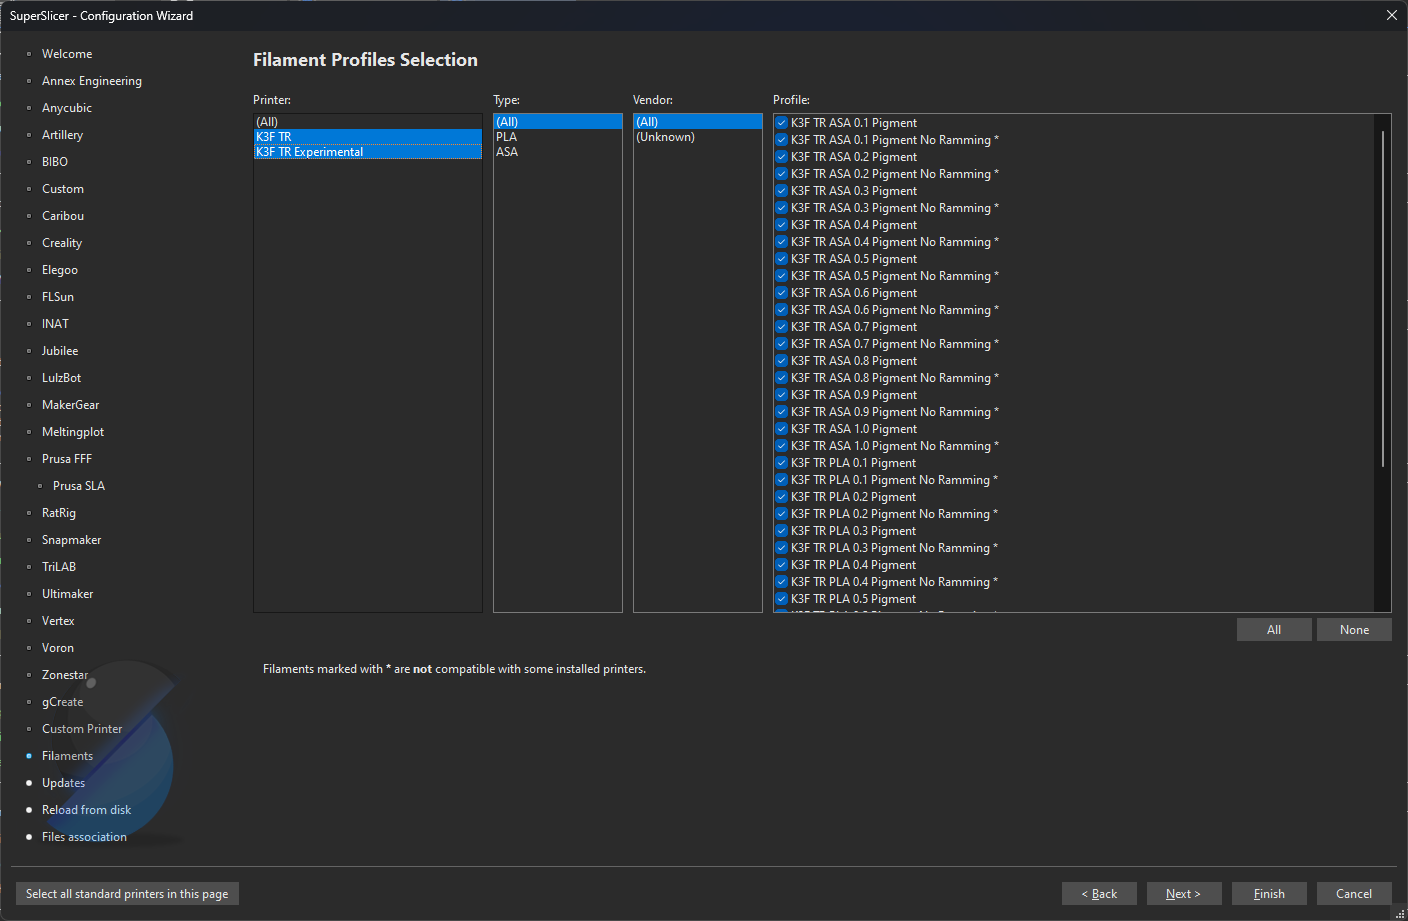 SuperSlicer - Configuration Wizard
Welcome
Annex Engineering
Anycubic
Artillery
BIBO
Custom
Caribou
Creality
Elegoo
FLSun
INAT
Jubilee
LulzBot
MakerGear
Meltingplot
Prusa FFF
Prusa SLA
RatRig
Snapmaker
TriLAB
Ultimaker
Vertex
Voron
Zonestar
gCreate
Custom Printer
Filaments
Updates
Reload from disk
Files association
Filament Profiles Selection
Printer:
(All)
K3F TR
K3F TR Experimental
Type:
(All)
PLA
ASA
Vendor:
(All)
(Unknown)
Profile:
K3F TR ASA 0.1 Pigment
K3F TR ASA 0.1 Pigment No Ramming *
K3F TR ASA 0.2 Pigment
K3F TR ASA 0.2 Pigment No Ramming *
K3F TR ASA 0.3 Pigment
K3F TR ASA 0.3 Pigment No Ramming *
K3F TR ASA 0.4 Pigment
K3F TR ASA 0.4 Pigment No Ramming *
K3F TR ASA 0.5 Pigment
K3F TR ASA 0.5 Pigment No Ramming *
K3F TR ASA 0.6 Pigment
K3F TR ASA 0.6 Pigment No Ramming *
K3F TR ASA 0.7 Pigment
K3F TR ASA 0.7 Pigment No Ramming *
K3F TR ASA 0.8 Pigment
K3F TR ASA 0.8 Pigment No Ramming *
K3F TR ASA 0.9 Pigment
K3F TR ASA 0.9 Pigment No Ramming *
K3F TR ASA 1.0 Pigment
K3F TR ASA 1.0 Pigment No Ramming *
K3F TR PLA 0.1 Pigment
K3F TR PLA 0.1 Pigment No Ramming *
K3F TR PLA 0.2 Pigment
K3F TR PLA 0.2 Pigment No Ramming *
K3F TR PLA 0.3 Pigment
K3F TR PLA 0.3 Pigment No Ramming *
K3F TR PLA 0.4 Pigment
K3F TR PLA 0.4 Pigment No Ramming *
K3F TR PLA 0.5 Pigment
All
None
Filaments marked with * are not compatible with some installed printers.
Select all standard printers in this page
< Back
Next >
Finish
Cancel